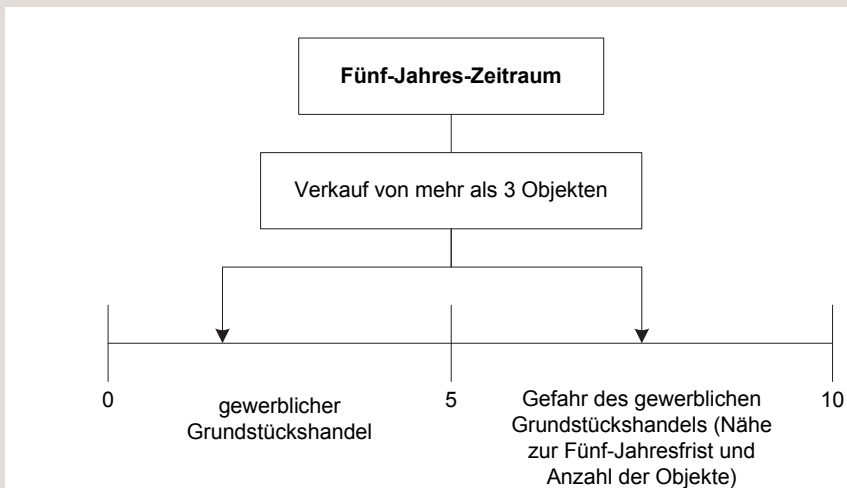 Fünf-Jahres-Zeitraum
Verkauf von mehr als 3 Objekten
0
5
10
gewerblicher
Grundstückshandel
Gefahr des gewerblichen
Grundstückshandels (Nähe
zur Fünf-Jahresfrist und
Anzahl der Objekte)